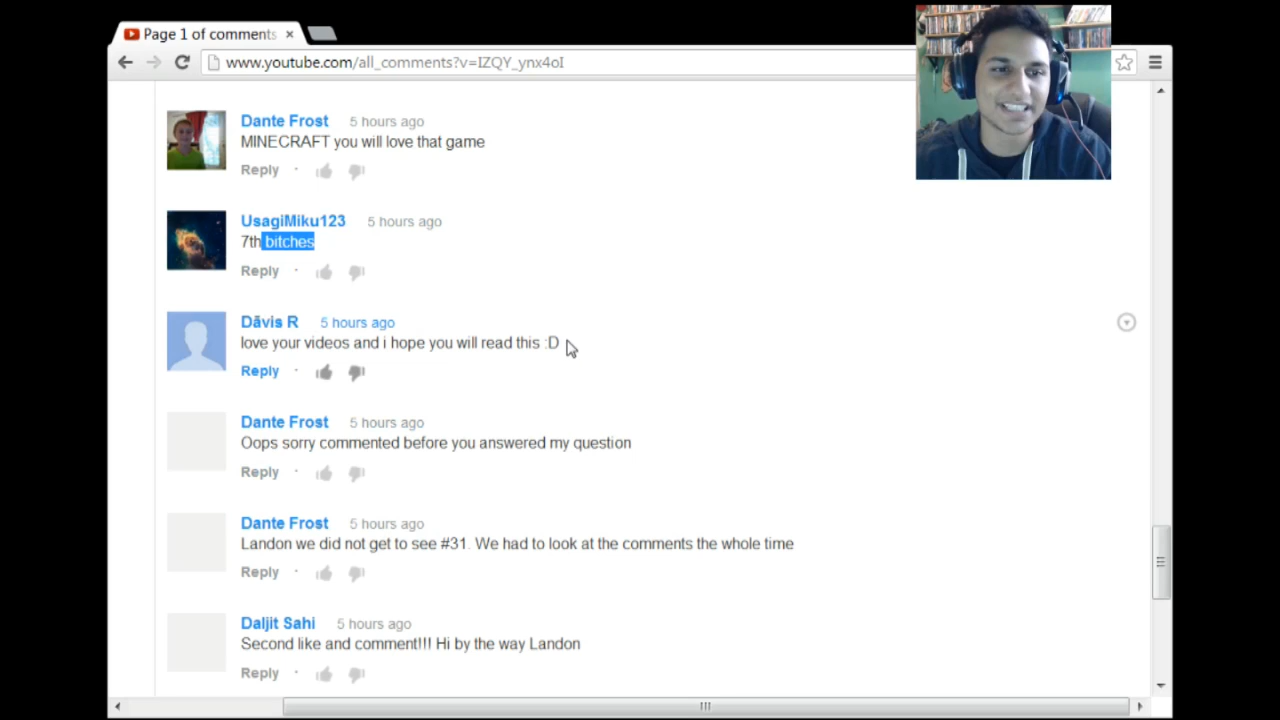 Page 1 of comments
www.youtube.com/all_comments?v=IZQY_ynx4oI
Dante Frost 5 hours ago
MINECRAFT you will love that game
Reply
UsagiMiku123 5 hours ago
7th bitches
Reply
Dāvis R 5 hours ago
love your videos and i hope you will read this :D
Reply
Dante Frost 5 hours ago
Oops sorry commented before you answered my question
Reply
Dante Frost 5 hours ago
Landon we did not get to see #31. We had to look at the comments the whole time
Reply
Daljit Sahi 5 hours ago
Second like and comment!!! Hi by the way Landon
Reply